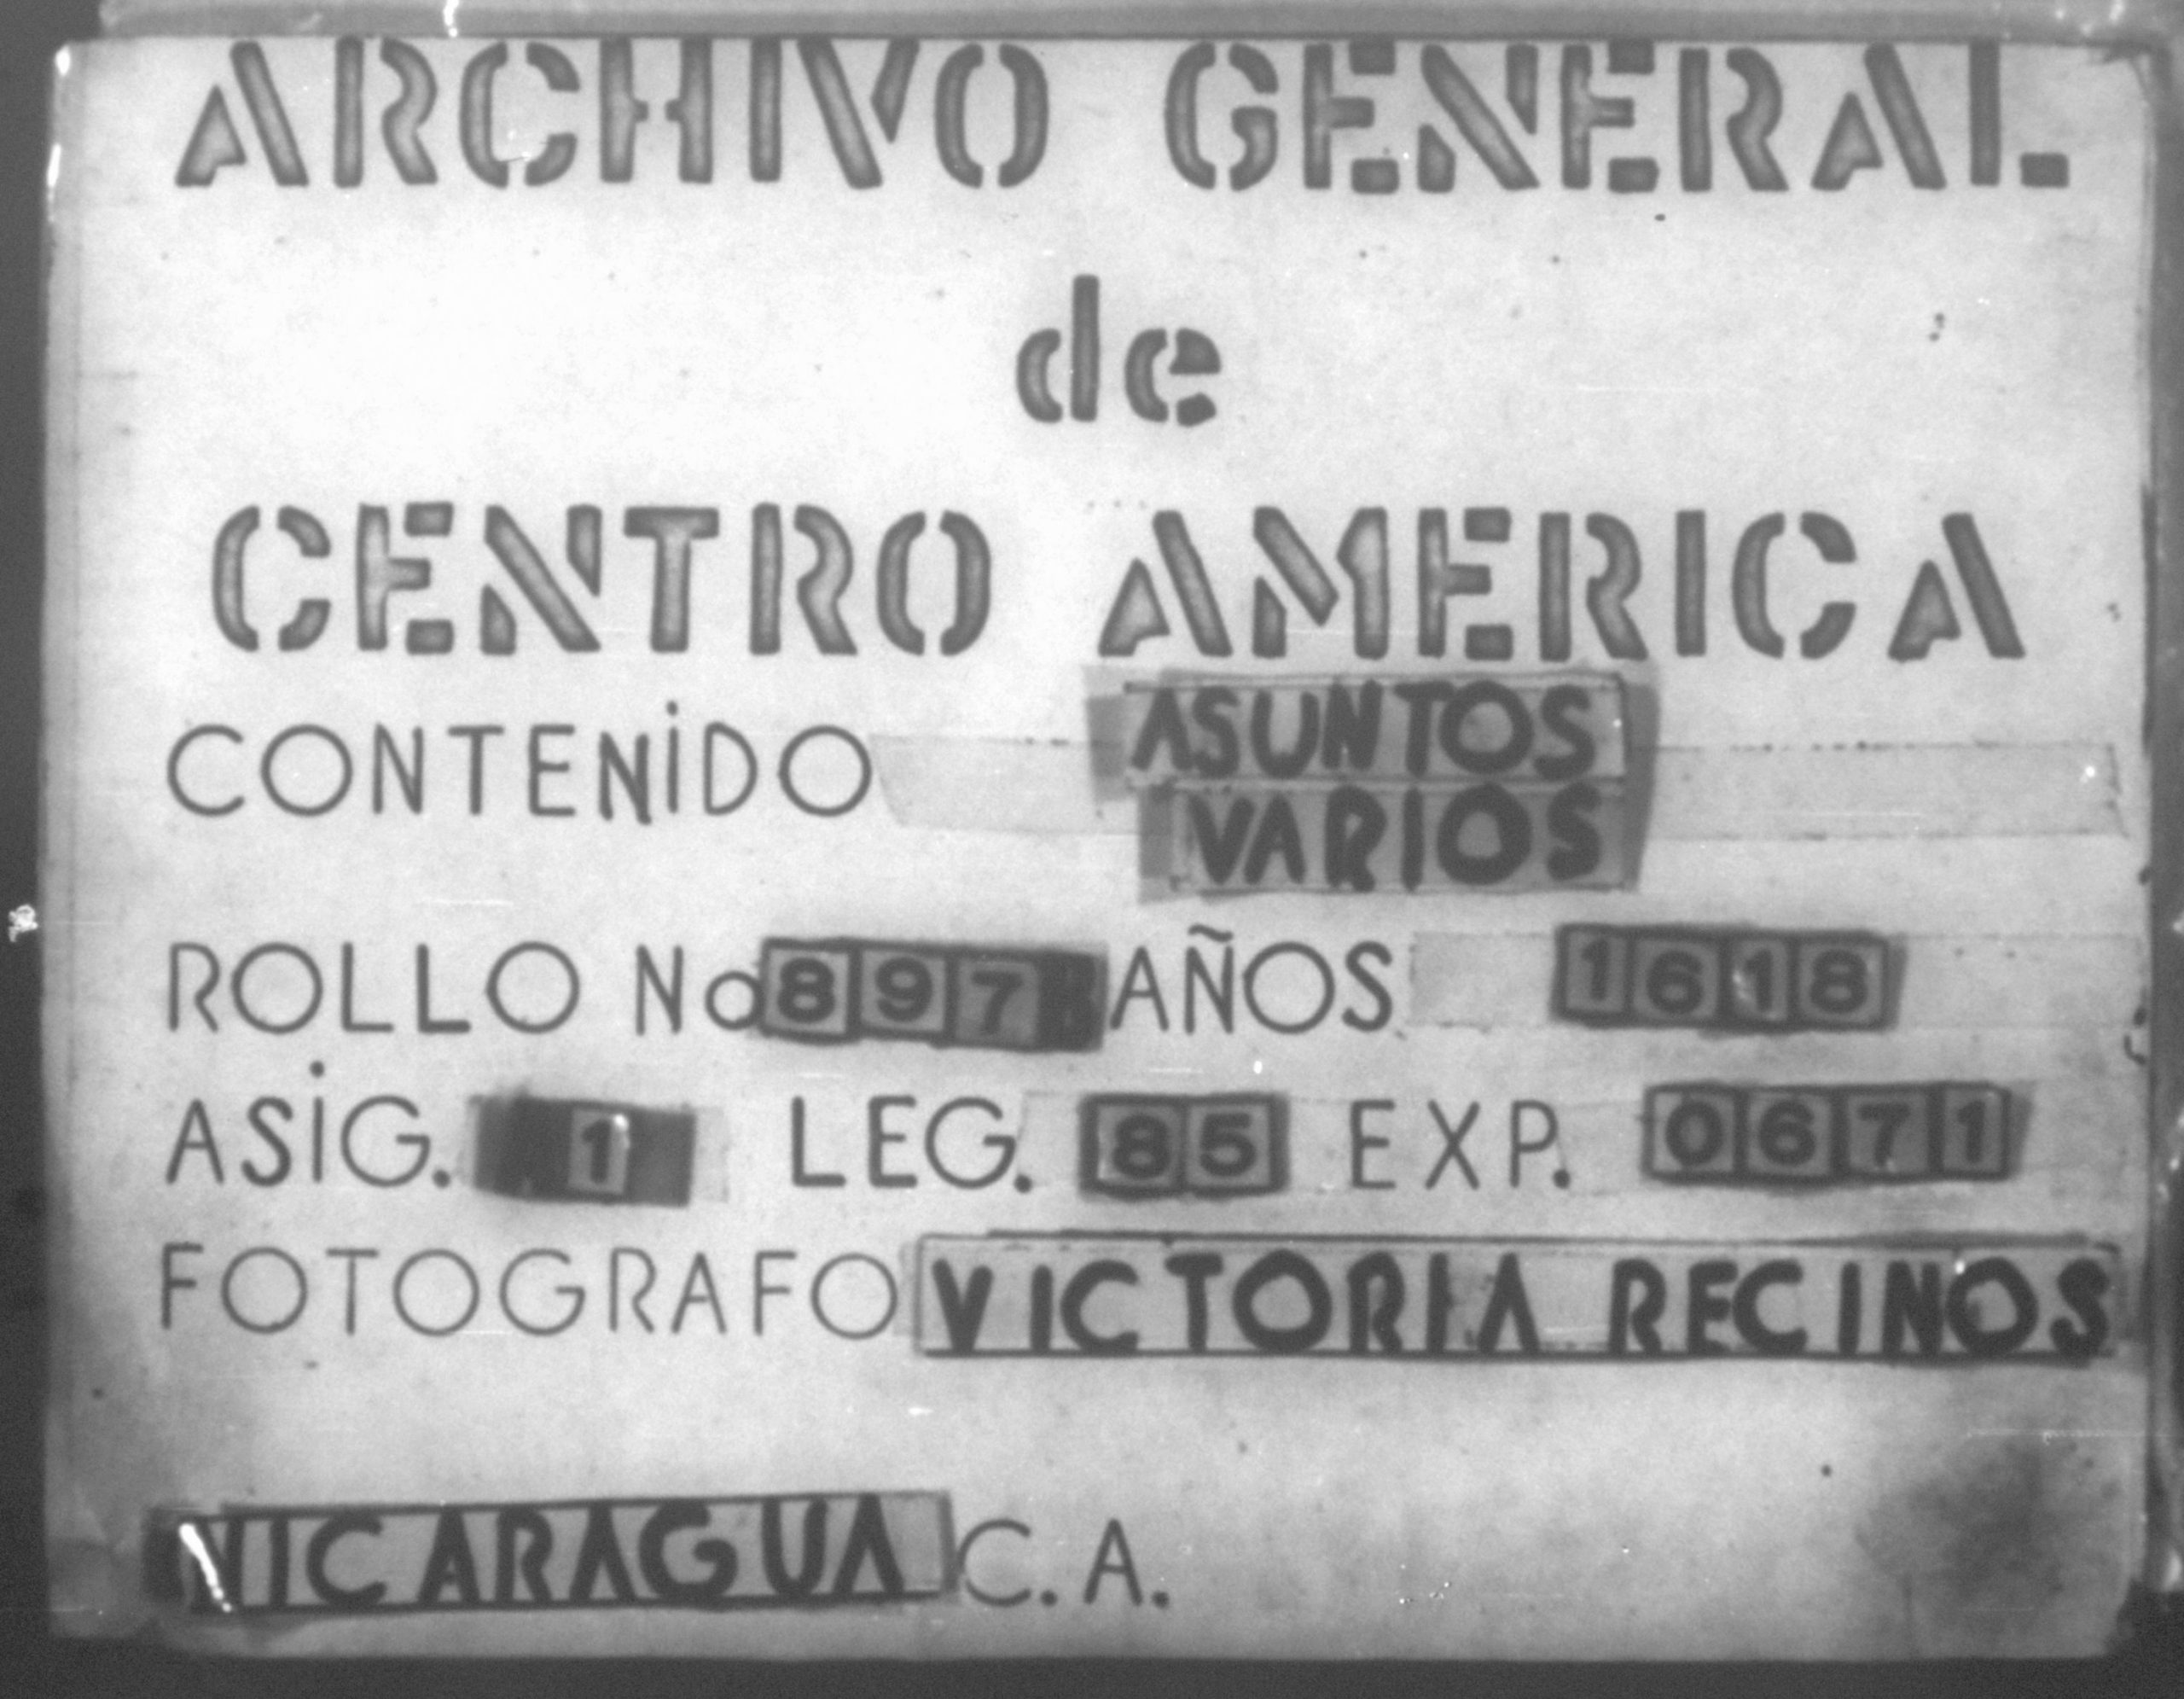 ARCHIVO GENERAL
de
CENTRO AMERICA
CONTENIDO ASUNTOS
VARIOS
ROLLO No 897 AÑOS 1618
ASIG. 1 LEG. 85 EXP. 0671
FOTOGRAFO VICTORIA RECINOS
NICARAGUA C. A.